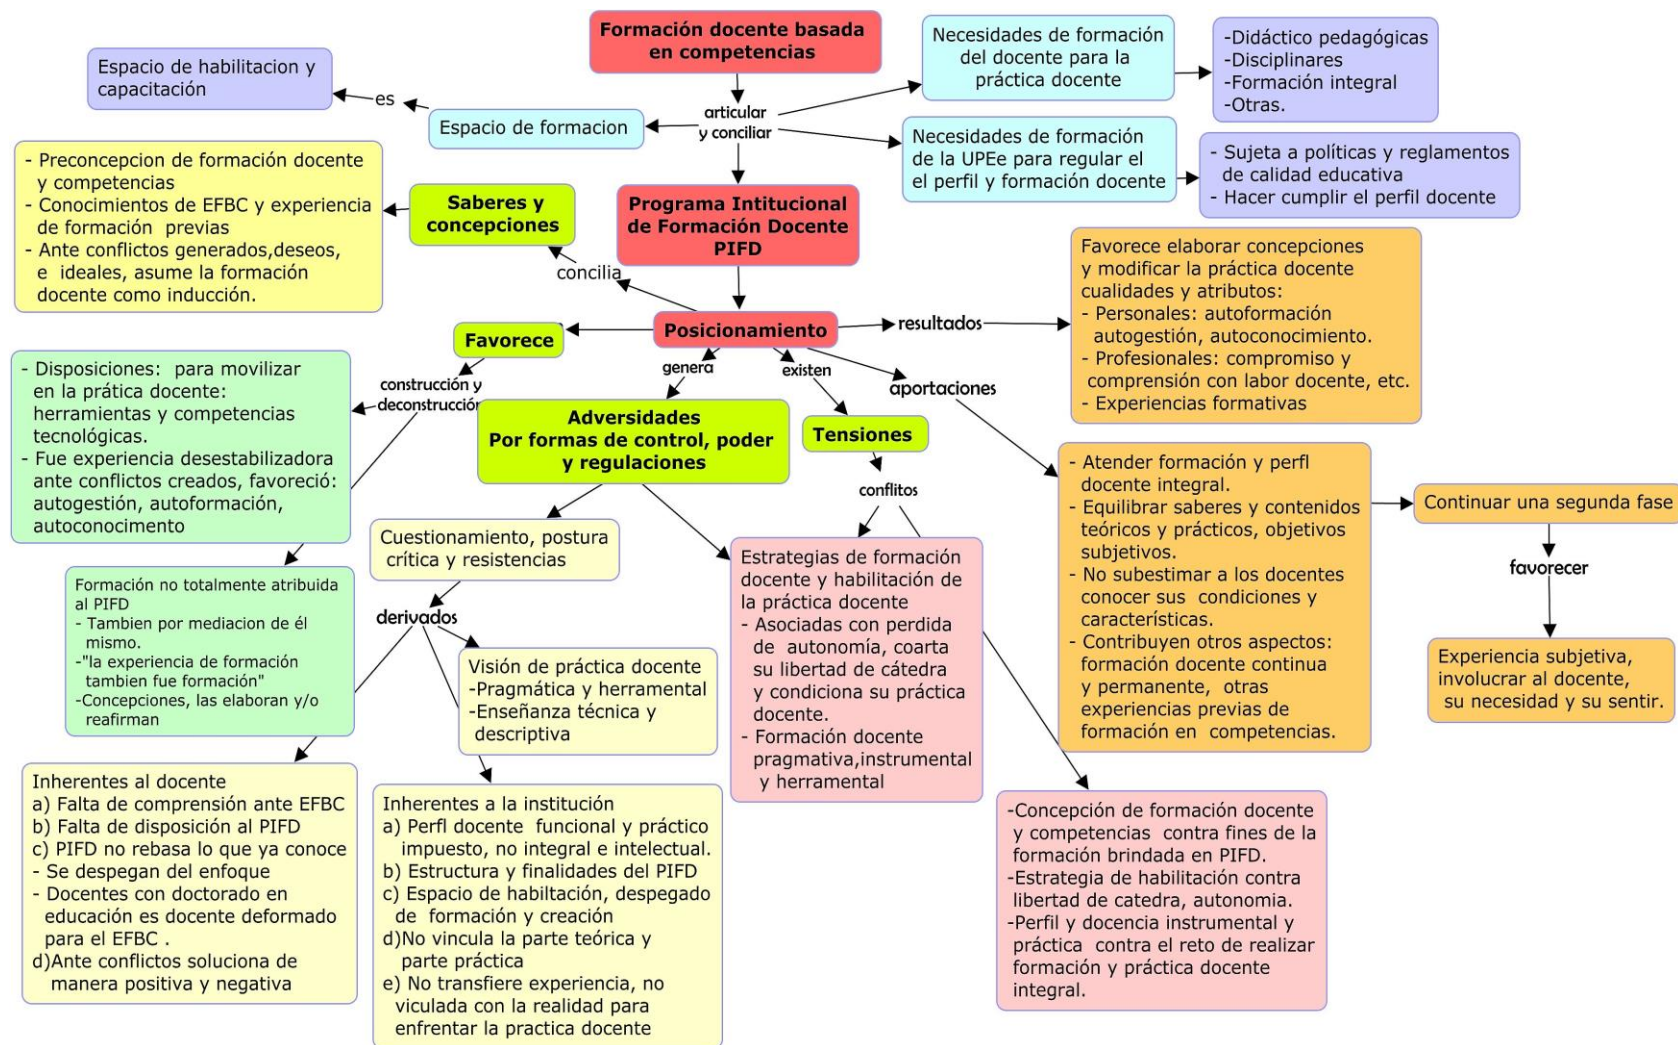 Formación docente basada
en competencias
Necesidades de formación
del docente para la
práctica docente
-Didáctico pedagógicas
-Disciplinares
-Formación integral
-Otras.
Espacio de habilitacion y
capacitación
es
Espacio de formacion
articular
y conciliar
Necesidades de formación
de la UPEe para regular el
el perfil y formación docente
- Sujeta a políticas y reglamentos
de calidad educativa
- Hacer cumplir el perfil docente
- Preconcepcion de formación docente
y competencias
- Conocimientos de EFBC y experiencia
de formación previas
- Ante conflictos generados,deseos,
e ideales, asume la formación
docente como inducción.
Saberes y
concepciones
concilia
Programa Intitucional
de Formación Docente
PIFD
Favorece elaborar concepciones
y modificar la práctica docente
cualidades y atributos:
- Personales: autoformación
autogestión, autoconocimiento.
- Profesionales: compromiso y
comprensión con labor docente, etc.
- Experiencias formativas
Favorece
Posicionamiento
resultados
genera
existen
aportaciones
- Disposiciones: para movilizar
en la prática docente:
herramientas y competencias
tecnológicas.
- Fue experiencia desestabilizadora
ante conflictos creados, favoreció:
autogestión, autoformación,
autoconocimento
construcción y
deconstrucción
Adversidades
Por formas de control, poder
y regulaciones
Tensiones
conflitos
- Atender formación y perfl
docente integral.
- Equilibrar saberes y contenidos
teóricos y prácticos, objetivos
subjetivos.
- No subestimar a los docentes
conocer sus condiciones y
características.
- Contribuyen otros aspectos:
formación docente continua
y permanente, otras
experiencias previas de
formación en competencias.
Continuar una segunda fase
favorecer
Experiencia subjetiva,
involucrar al docente,
su necesidad y su sentir.
Cuestionamiento, postura
crítica y resistencias
Estrategias de formación
docente y habilitación de
la práctica docente
- Asociadas con perdida
de autonomía, coarta
su libertad de cátedra
y condiciona su práctica
docente.
- Formación docente
pragmativa,instrumental
y herramental
Formación no totalmente atribuida
al PIFD
- Tambien por mediacion de él
mismo.
-"la experiencia de formación
tambien fue formación"
-Concepciones, las elaboran y/o
reafirman
derivados
Visión de práctica docente
-Pragmática y herramental
-Enseñanza técnica y
descriptiva
Inherentes al docente
a) Falta de comprensión ante EFBC
b) Falta de disposición al PIFD
c) PIFD no rebasa lo que ya conoce
- Se despegan del enfoque
- Docentes con doctorado en
educación es docente deformado
para el EFBC .
d)Ante conflictos soluciona de
manera positiva y negativa
Inherentes a la institución
a) Perfl docente funcional y práctico
impuesto, no integral e intelectual.
b) Estructura y finalidades del PIFD
c) Espacio de habiltación, despegado
de formación y creación
d)No vincula la parte teórica y
parte práctica
e) No transfiere experiencia, no
viculada con la realidad para
enfrentar la practica docente
-Concepción de formación docente
y competencias contra fines de la
formación brindada en PIFD.
-Estrategia de habilitación contra
libertad de catedra, autonomia.
-Perfil y docencia instrumental y
práctica contra el reto de realizar
formación y práctica docente
integral.